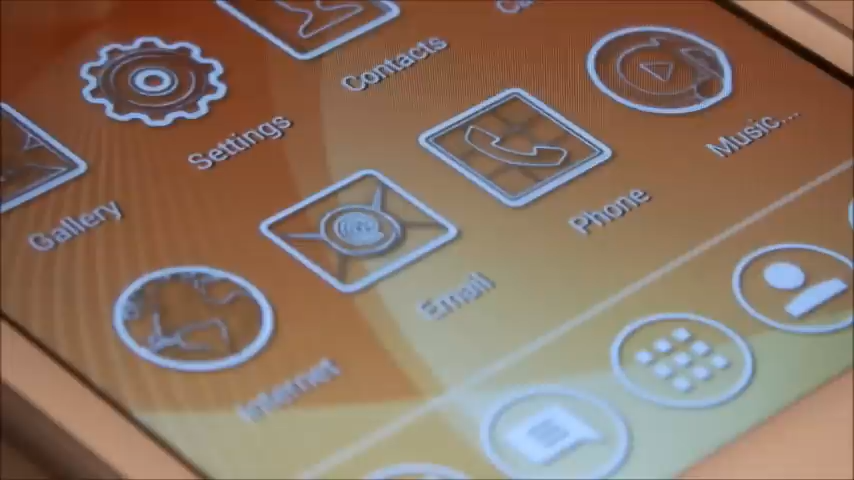 Contacts
Settings
Music...
Gallery
Phone
Email
Internet